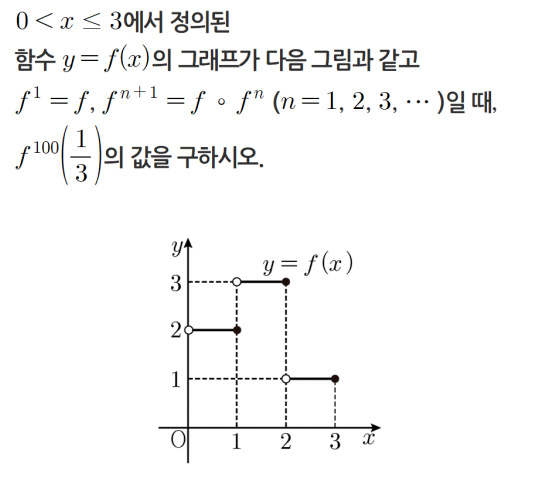 0 < x ≤ 3에서 정의된
함수 y = f(x)의 그래프가 다음 그림과 같고
f¹ = f, fⁿ⁺¹ = f ∘ fⁿ (n = 1, 2, 3, ⋯ )일 때,
f¹⁰⁰(1/3)의 값을 구하시오.
y
y = f(x)
3
2
1
O 1 2 3 x